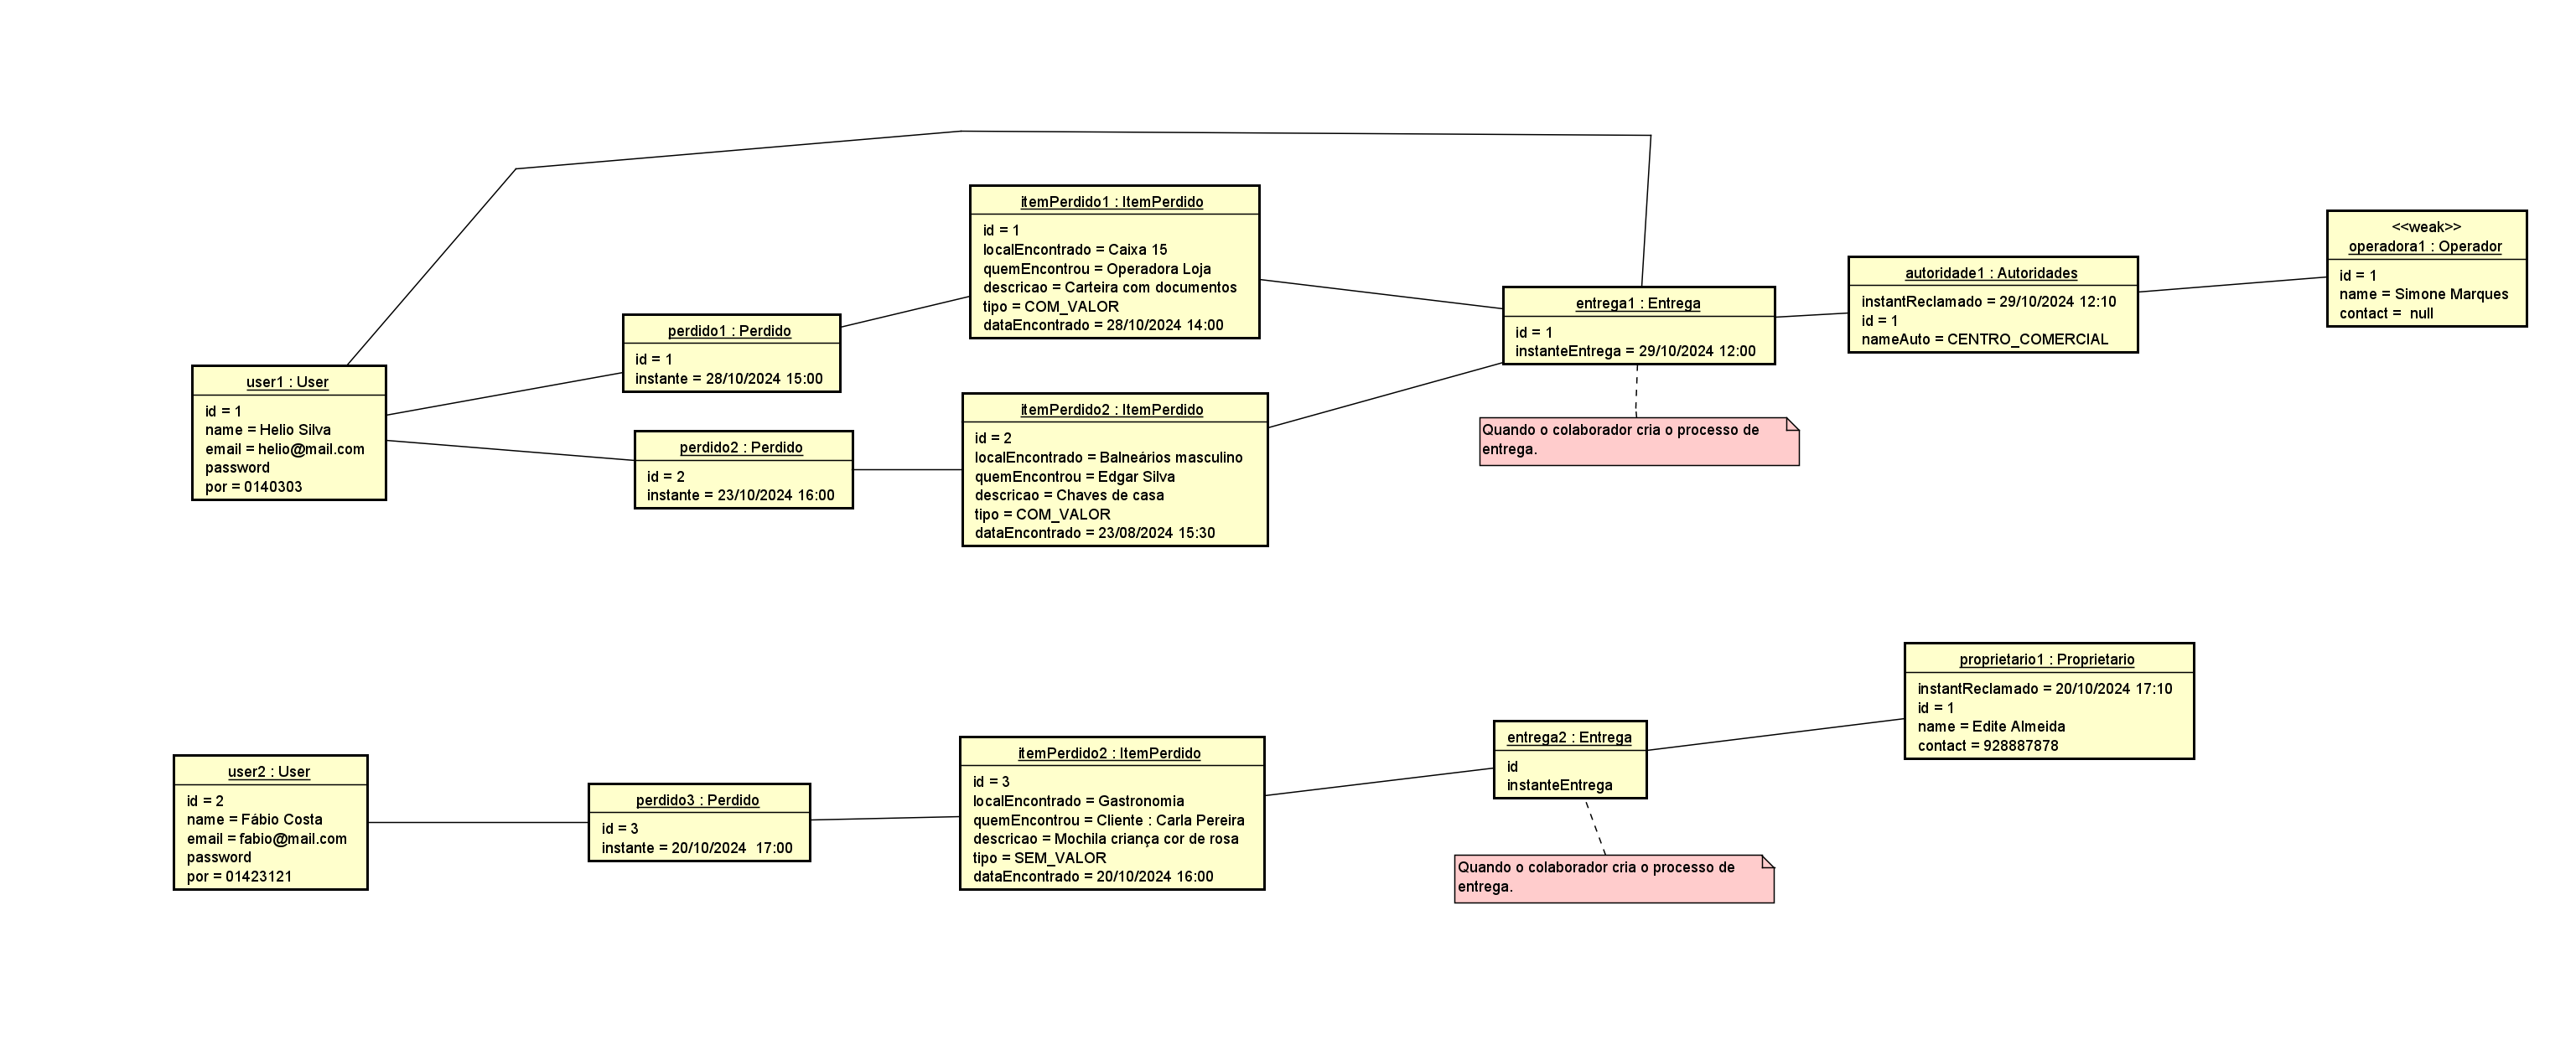 itemPerdido1 : ItemPerdido
id = 1
localEncontrado = Caixa 15
quemEncontrou = Operadora Loja
descricao = Carteira com documentos
tipo = COM_VALOR
dataEncontrado = 28/10/2024 14:00
<<weak>>
operadora1 : Operador
id = 1
name = Simone Marques
contact =  null
autoridade1 : Autoridades
instantReclamado = 29/10/2024 12:10
id = 1
nameAuto = CENTRO_COMERCIAL
entrega1 : Entrega
id = 1
instanteEntrega = 29/10/2024 12:00
perdido1 : Perdido
id = 1
instante = 28/10/2024 15:00
user1 : User
id = 1
name = Helio Silva
email = helio@mail.com
password
por = 0140303
itemPerdido2 : ItemPerdido
id = 2
localEncontrado = Balneários masculino
quemEncontrou = Edgar Silva
descricao = Chaves de casa
tipo = COM_VALOR
dataEncontrado = 23/08/2024 15:30
Quando o colaborador cria o processo de
entrega.
perdido2 : Perdido
id = 2
instante = 23/10/2024 16:00
proprietario1 : Proprietario
instantReclamado = 20/10/2024 17:10
id = 1
name = Edite Almeida
contact = 928887878
entrega2 : Entrega
id
instanteEntrega
itemPerdido2 : ItemPerdido
id = 3
localEncontrado = Gastronomia
quemEncontrou = Cliente : Carla Pereira
descricao = Mochila criança cor de rosa
tipo = SEM_VALOR
dataEncontrado = 20/10/2024 16:00
user2 : User
id = 2
name = Fábio Costa
email = fabio@mail.com
password
por = 01423121
perdido3 : Perdido
id = 3
instante = 20/10/2024  17:00
Quando o colaborador cria o processo de
entrega.